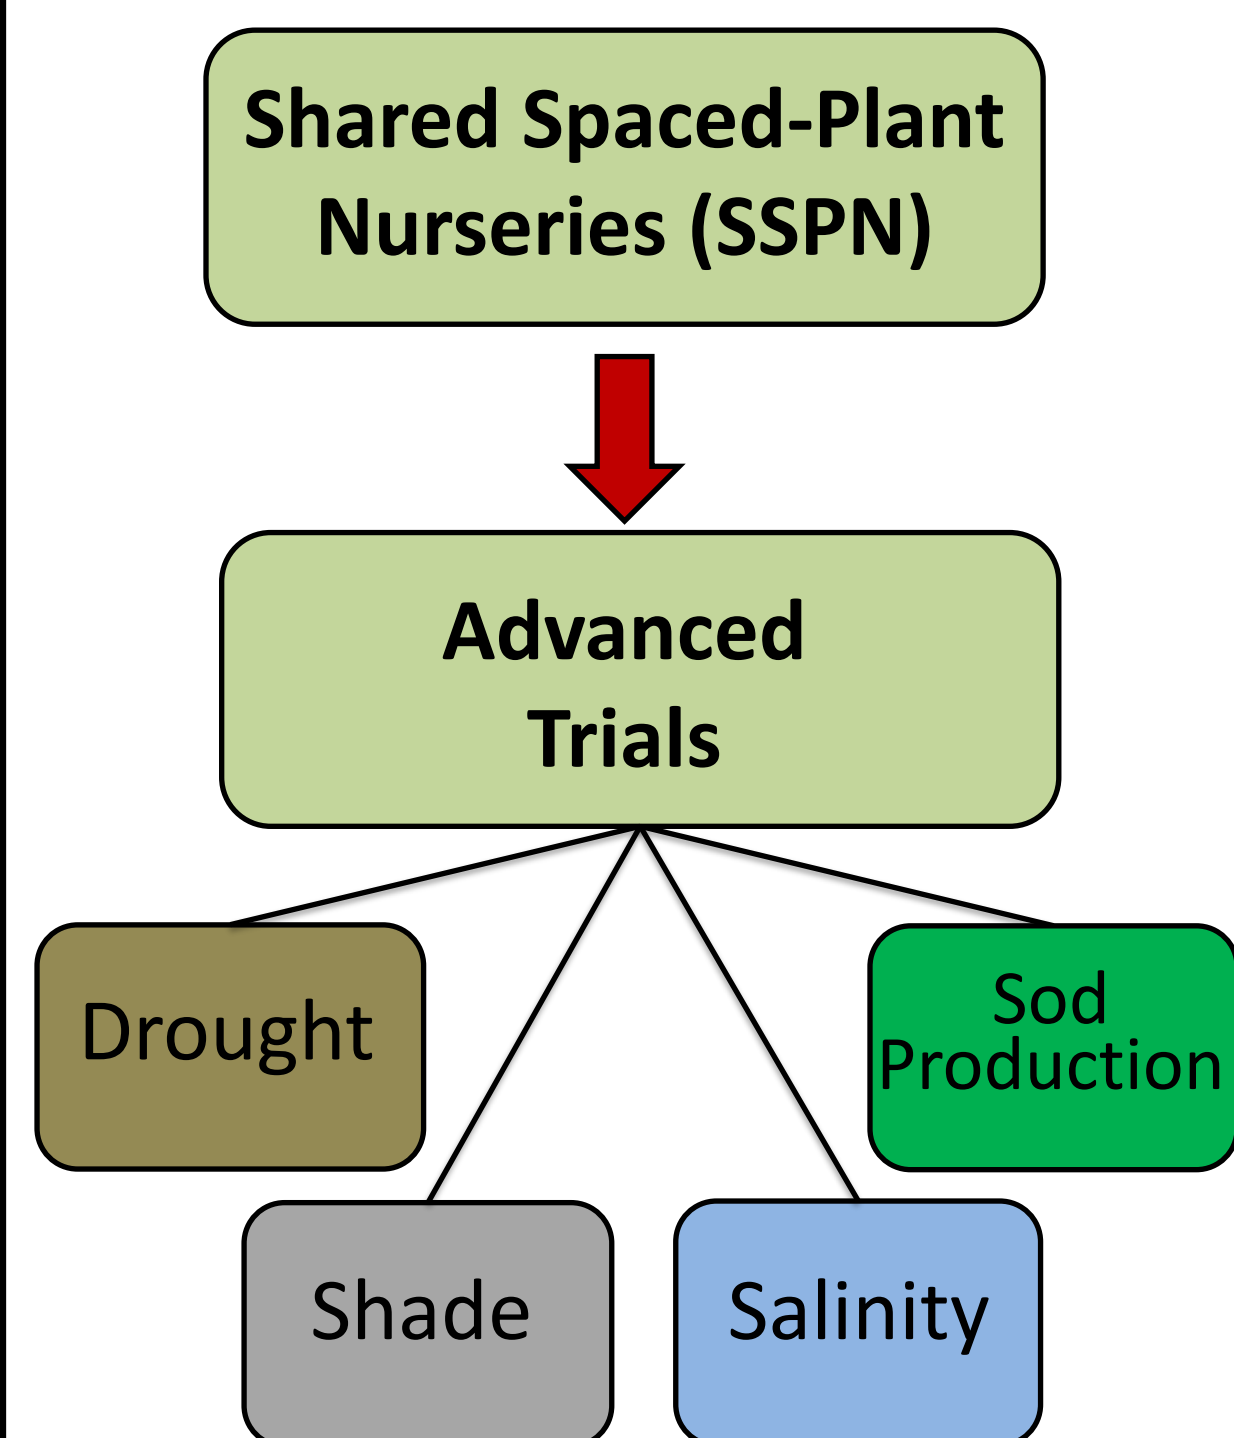 Shared Spaced-Plant
Nurseries (SSPN)
Advanced
Trials
Drought
Sod
Production
Shade
Salinity